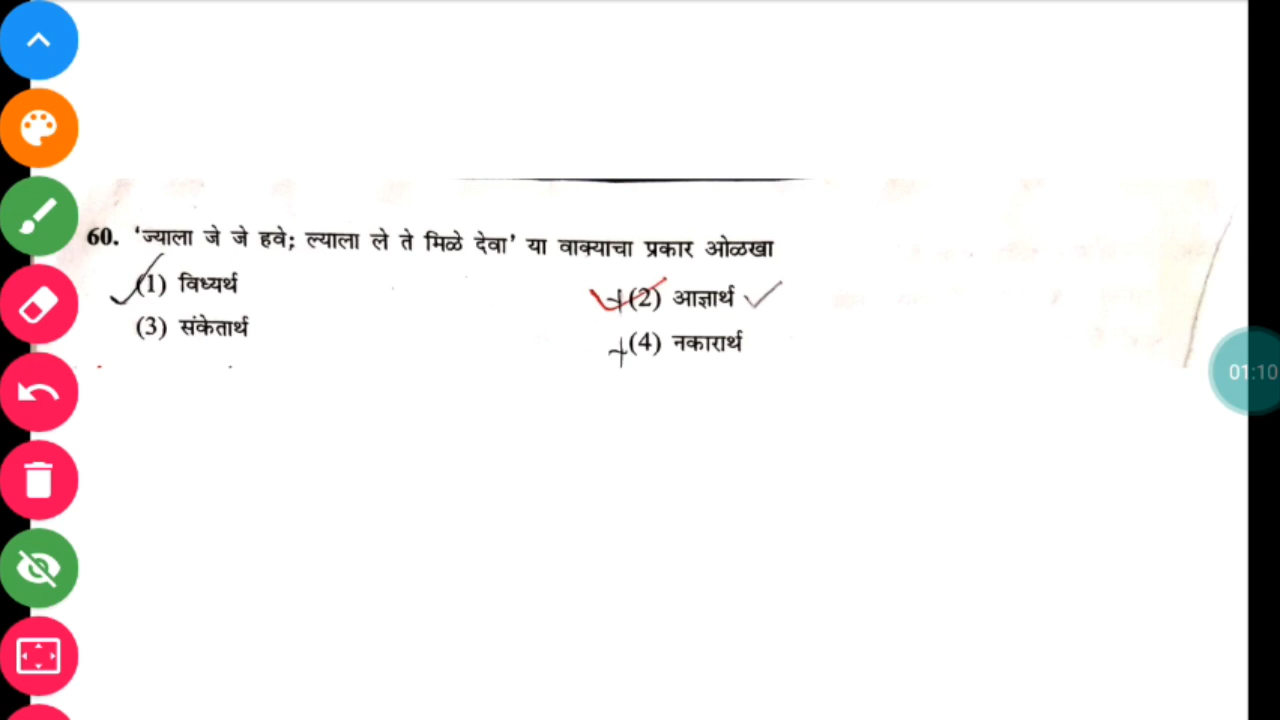 60. 'ज्याला जे जे हवे; ल्याला ले ते मिळे देवा' या वाक्याचा प्रकार ओळखा
(1) विध्यर्थ (2) आज्ञार्थ
(3) संकेतार्थ (4) नकारार्थ
01:10